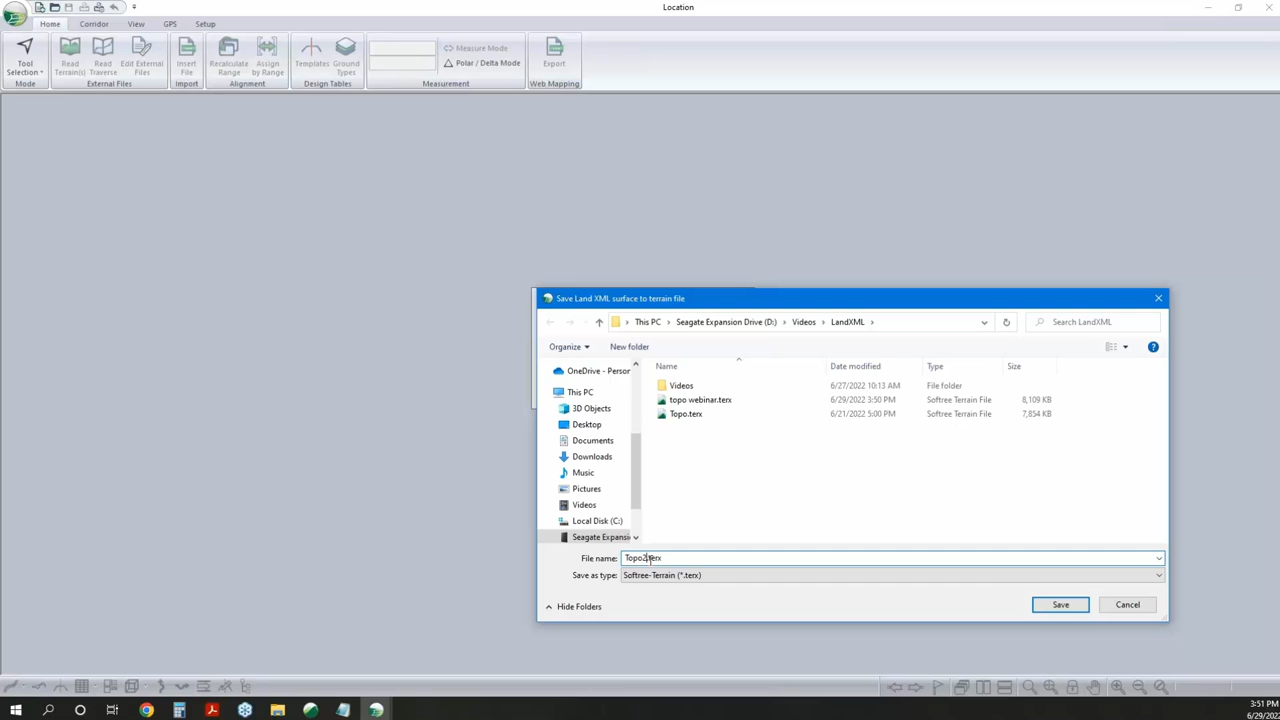 Location
Home Corridor View GPS Setup
Tool Selection
Read Terrain(s)
Read Traverse
Edit External Files
Insert File
Recalculate Range
Assign by Range
Templates
Ground Types
Measure Mode
Polar / Delta Mode
Export
Mode External Files Import Alignment Design Tables Measurement Web Mapping
Save Land XML surface to terrain file
This PC › Seagate Expansion Drive (D:) › Videos › LandXML ›
Search LandXML
Organize New folder
Name Date modified Type Size
OneDrive - Person
This PC
3D Objects
Desktop
Documents
Downloads
Music
Pictures
Videos
Local Disk (C:)
Seagate Expansi
Videos 6/27/2022 10:13 AM File folder
topo webinar.terx 6/29/2022 3:50 PM Softree Terrain File 8,109 KB
Topo.terx 6/21/2022 5:00 PM Softree Terrain File 7,854 KB
File name: Topo2.terx
Save as type: Softree-Terrain (*.terx)
Hide Folders
Save Cancel
3:51 PM
6/29/2022